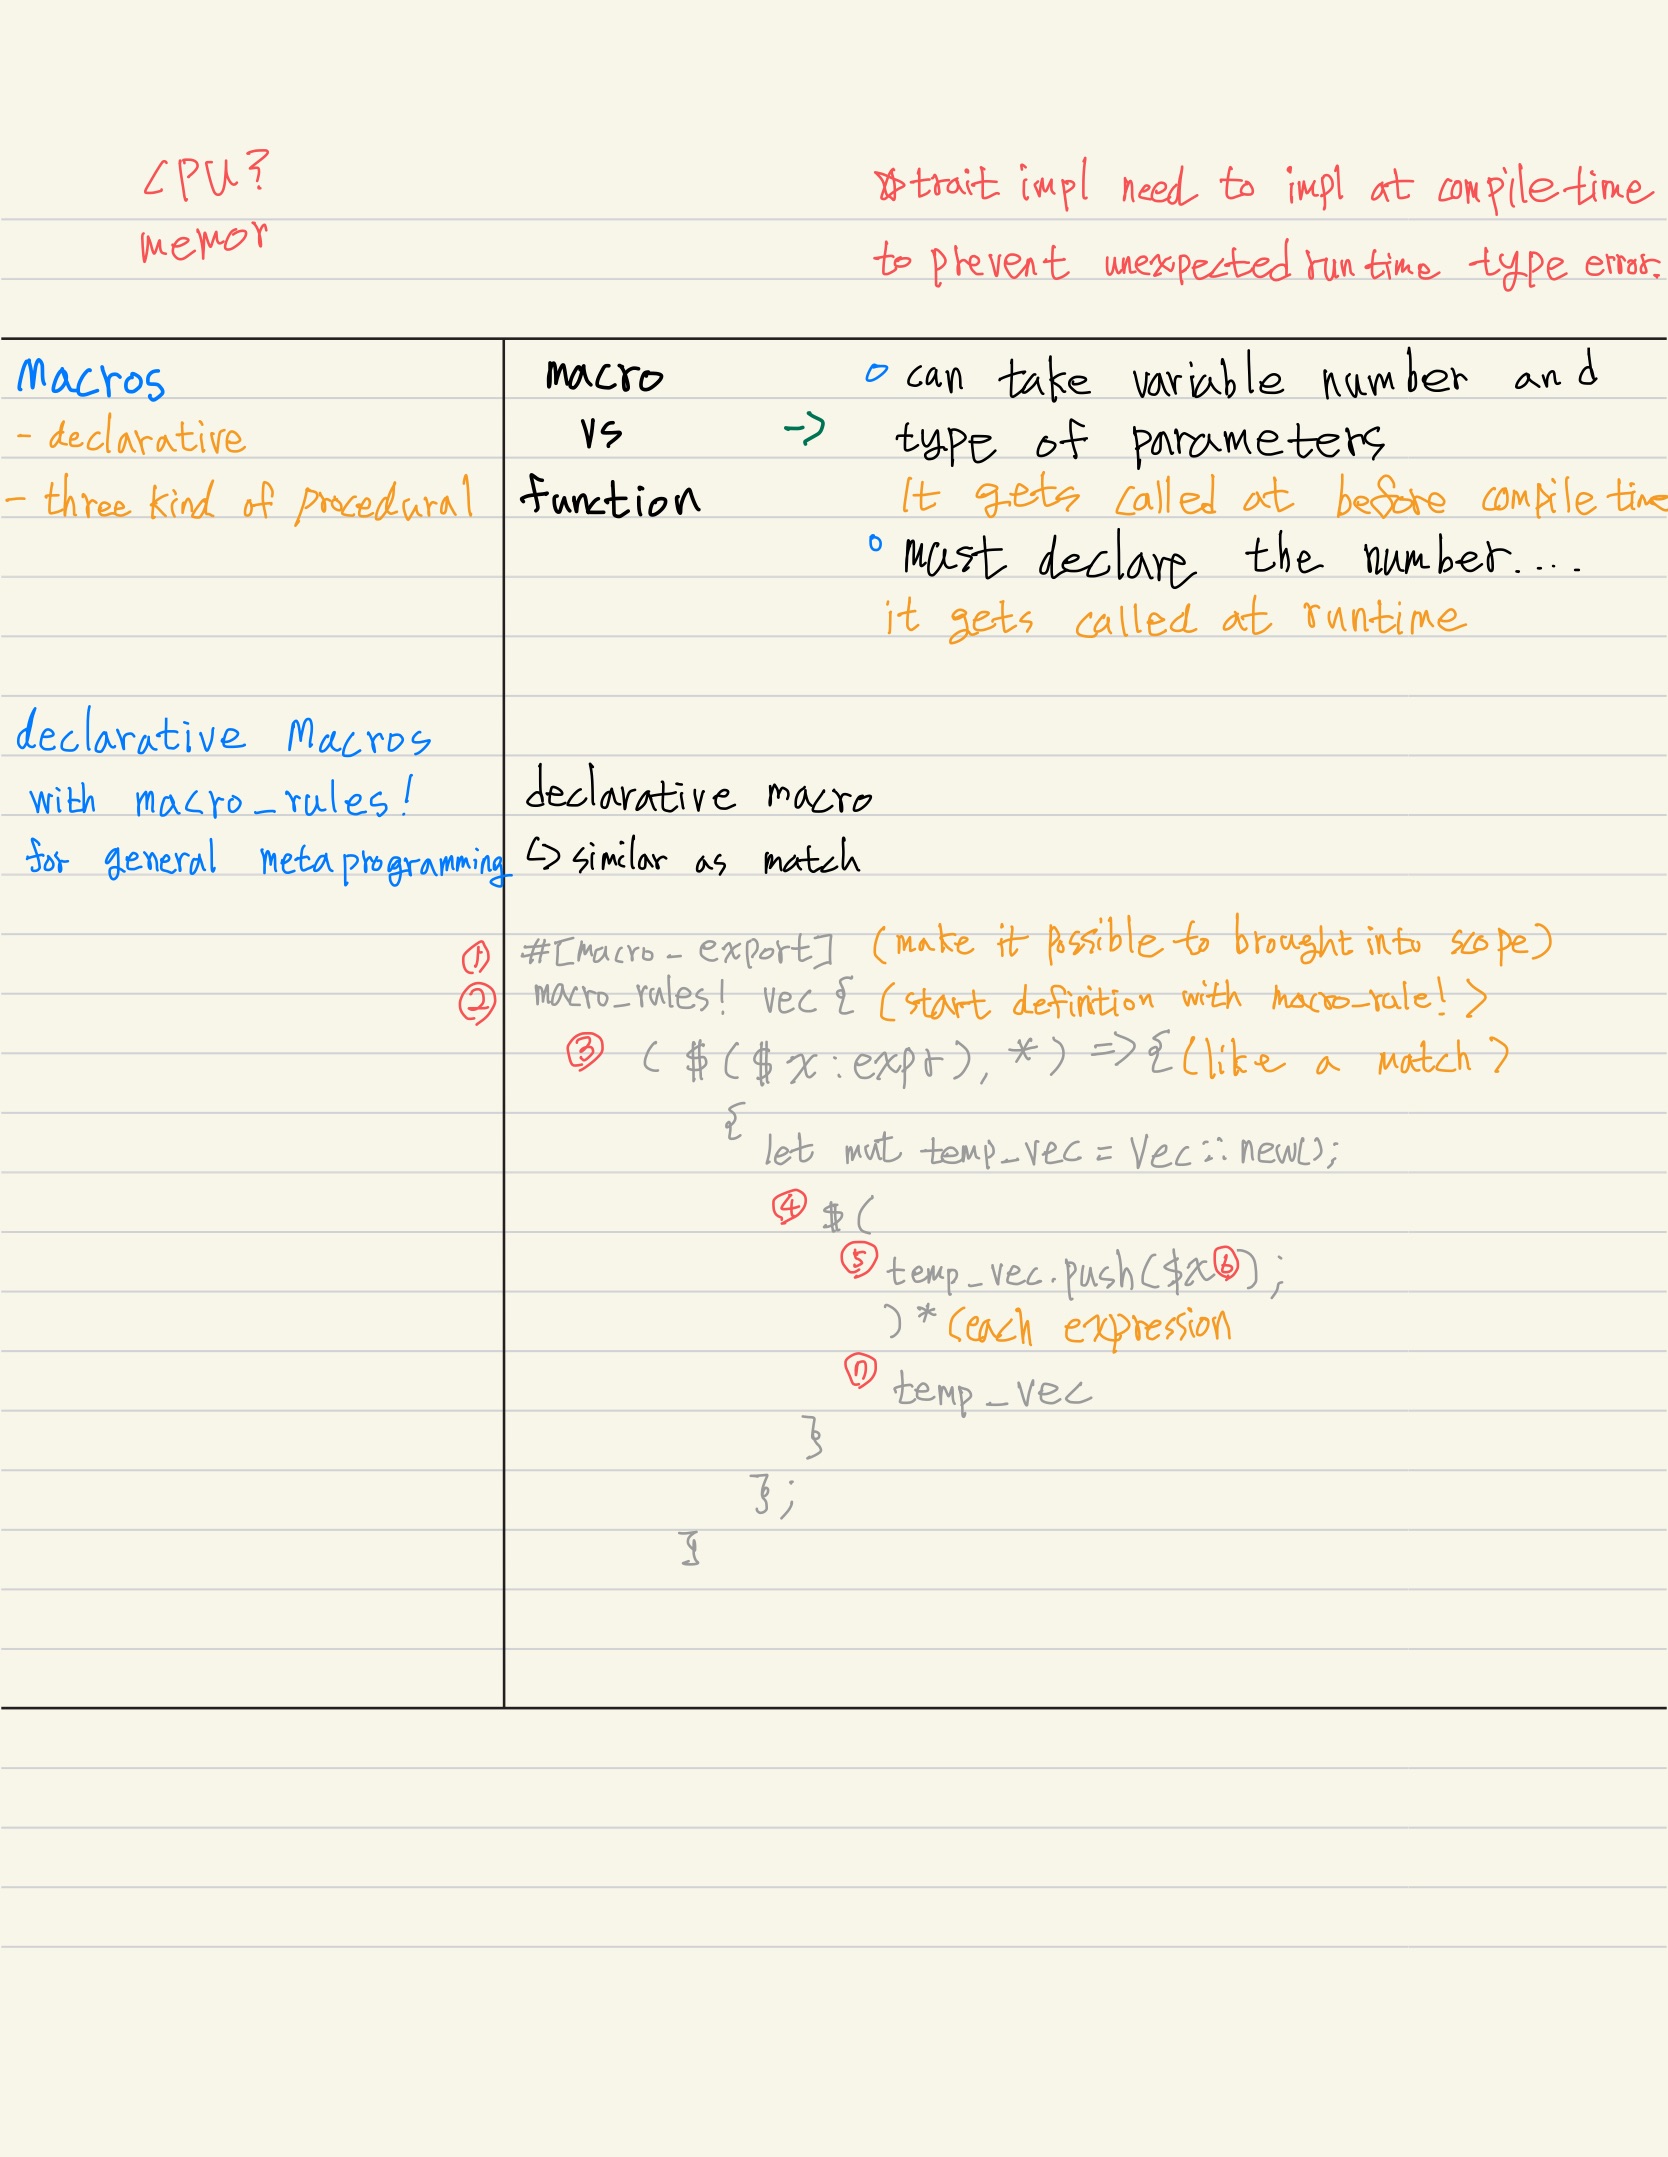 CPU?
memor
☆ trait impl need to impl at compile time
to prevent unexpected runtime type error.
Macros
- declarative
- three kind of procedural
macro
vs
function
->
○ can take variable number and
type of parameters
It gets called at before compile time
○ must declare the number....
it gets called at runtime
declarative Macros
with macro_rules!
for general metaprogramming
declarative macro
↳ similar as match
① #[macro_export] (make it possible to brought into scope)
② macro_rules! vec { (start definition with macro_rule!)
③ ( $( $x:expr ), * ) => { (like a match)
{
let mut temp_vec = Vec::new();
④ $(
⑤ temp_vec.push($x⑥);
)* (each expression
⑦ temp_vec
}
};
}